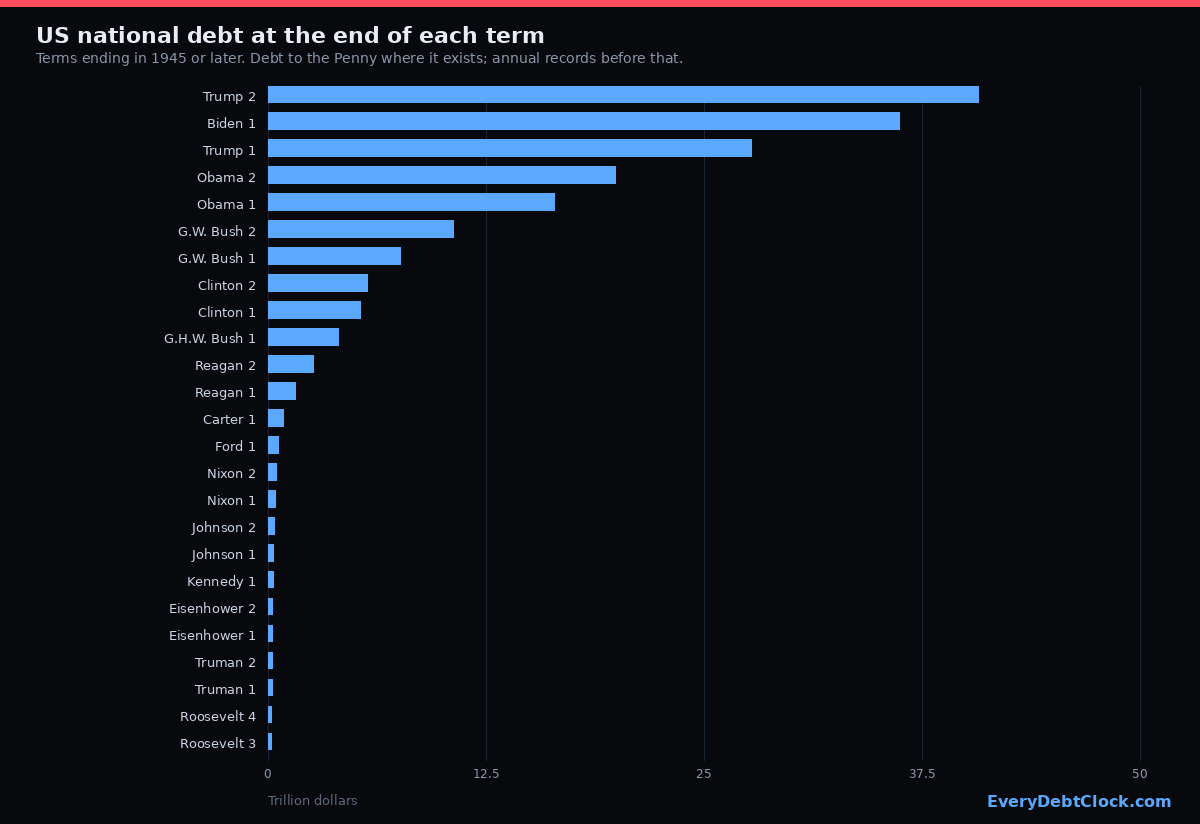 US national debt at the end of each term
Terms ending in 1945 or later. Debt to the Penny where it exists; annual records before that.
Trump 2
Biden 1
Trump 1
Obama 2
Obama 1
G.W. Bush 2
G.W. Bush 1
Clinton 2
Clinton 1
G.H.W. Bush 1
Reagan 2
Reagan 1
Carter 1
Ford 1
Nixon 2
Nixon 1
Johnson 2
Johnson 1
Kennedy 1
Eisenhower 2
Eisenhower 1
Truman 2
Truman 1
Roosevelt 4
Roosevelt 3
0 12.5 25 37.5 50
Trillion dollars
EveryDebtClock.com